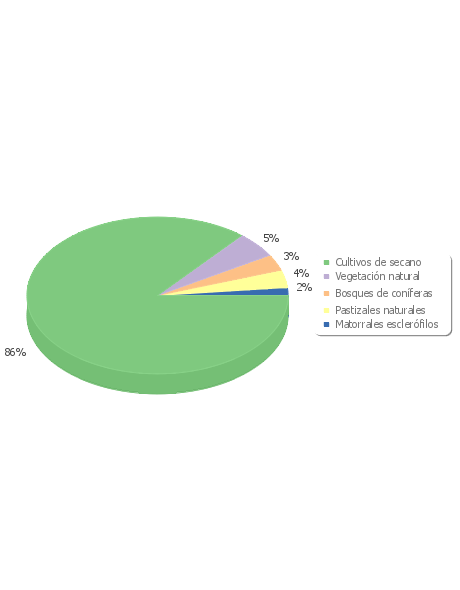 5%
3%
4%
2%
86%
Cultivos de secano
Vegetación natural
Bosques de coníferas
Pastizales naturales
Matorrales esclerófilos